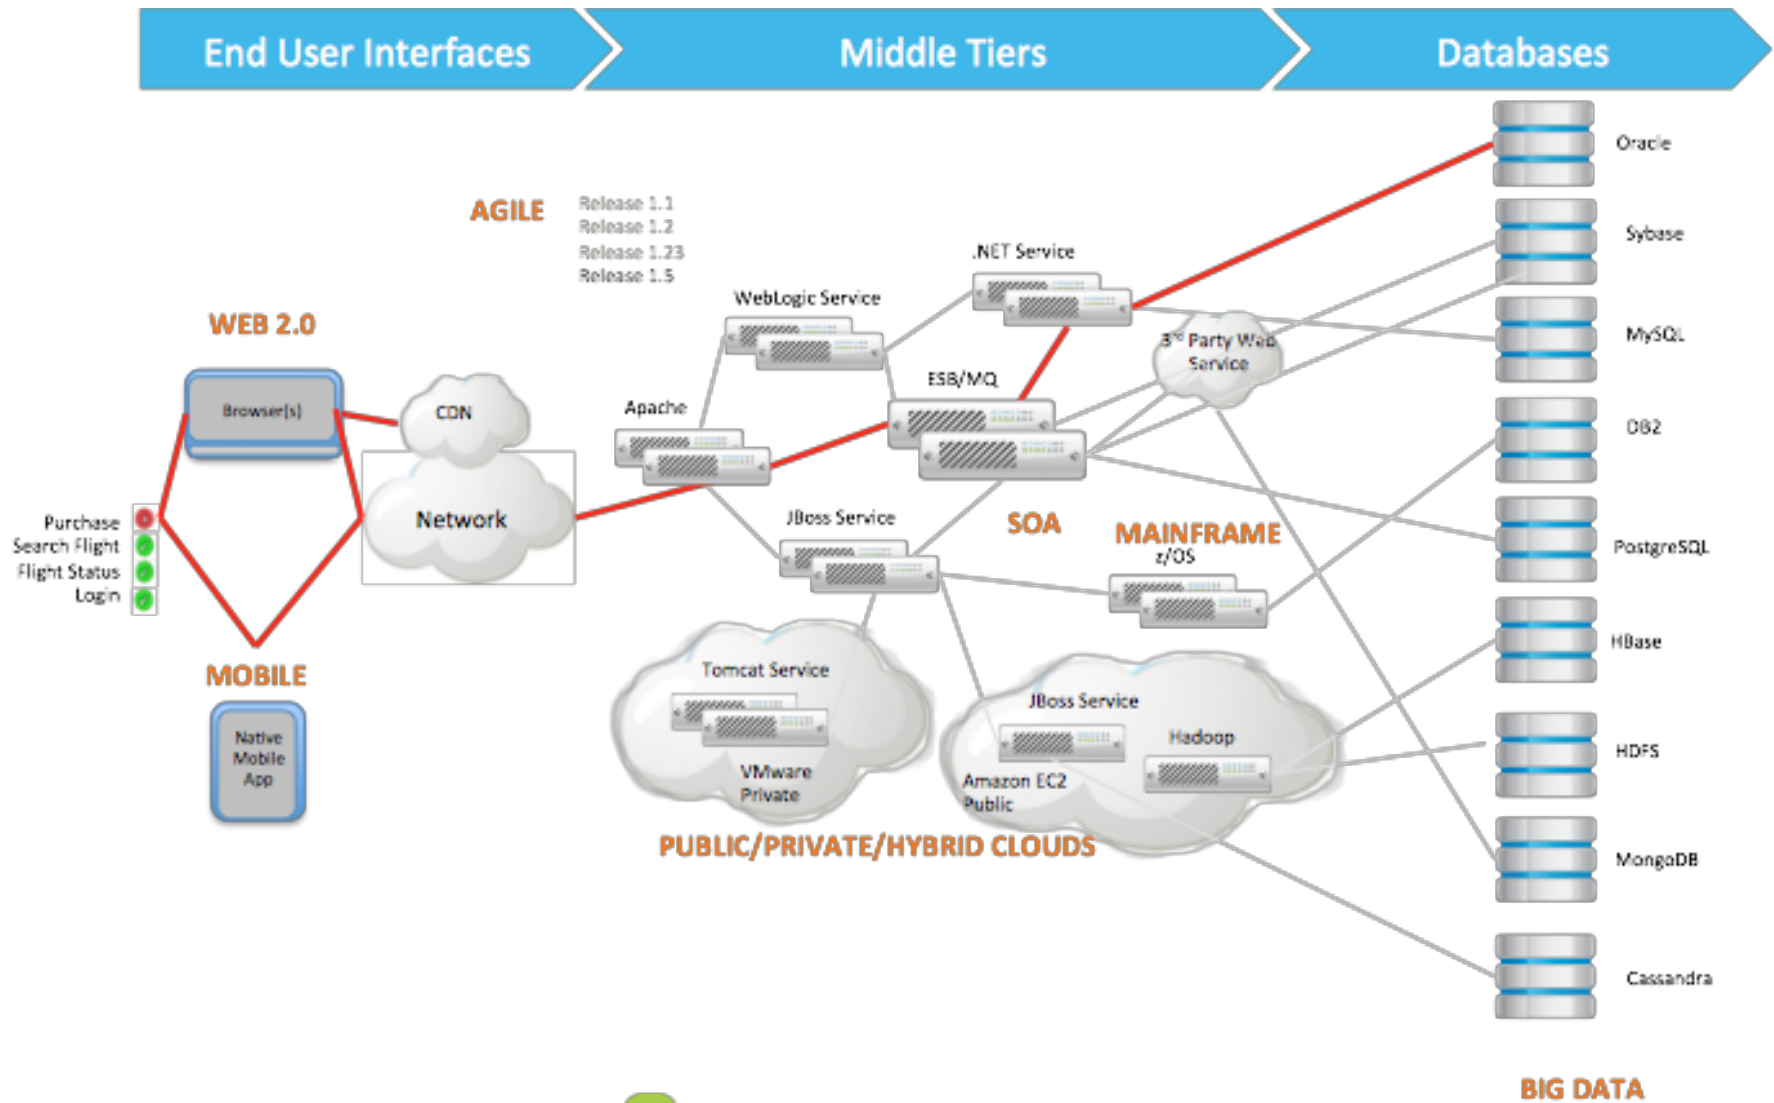 End User Interfaces
Middle Tiers
Databases
Oracle
Sybase
MySQL
DB2
PostgreSQL
HBase
HDFS
MongoDB
Cassandra
BIG DATA
AGILE
Release 1.1
Release 1.2
Release 1.23
Release 1.5
WEB 2.0
Browser(s)
CDN
Network
Purchase
Search Flight
Flight Status
Login
MOBILE
Native
Mobile
App
Apache
WebLogic Service
.NET Service
ESB/MQ
3rd Party Web
Service
JBoss Service
SOA
MAINFRAME
z/OS
Tomcat Service
VMware
Private
JBoss Service
Hadoop
Amazon EC2
Public
PUBLIC/PRIVATE/HYBRID CLOUDS